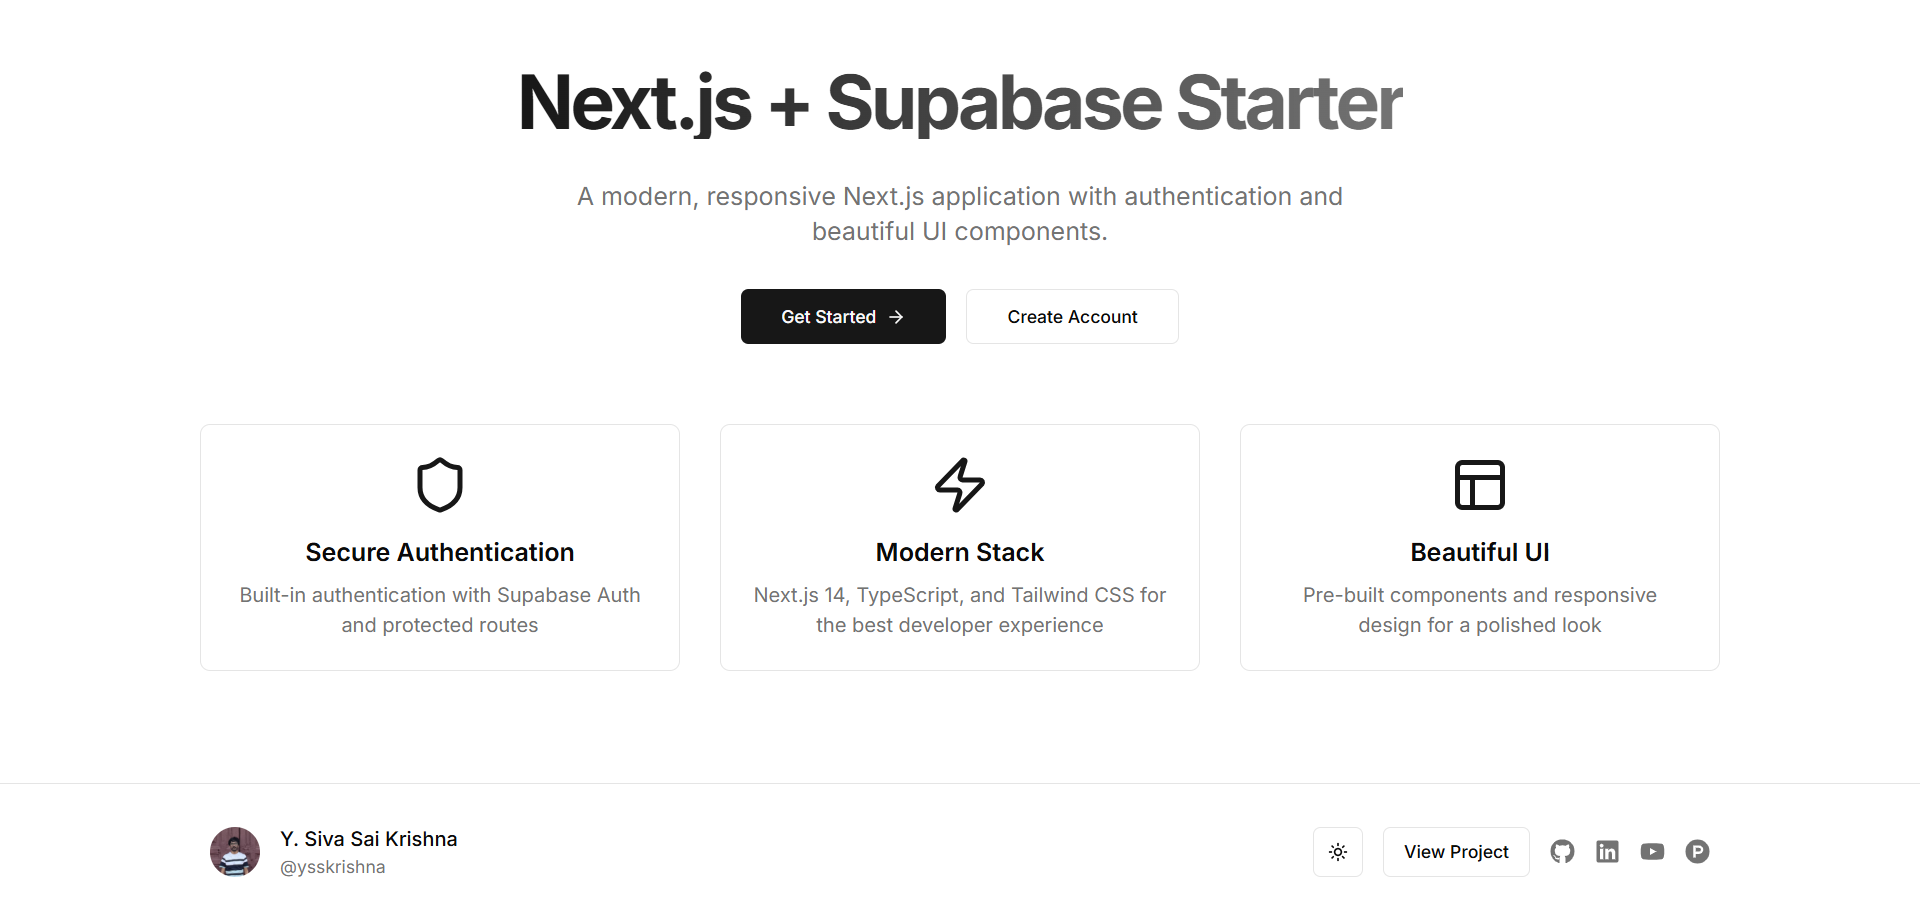 Next.js + Supabase Starter
A modern, responsive Next.js application with authentication and
beautiful UI components.
Get Started
Create Account
Secure Authentication
Built-in authentication with Supabase Auth
and protected routes
Modern Stack
Next.js 14, TypeScript, and Tailwind CSS for
the best developer experience
Beautiful UI
Pre-built components and responsive
design for a polished look
Y. Siva Sai Krishna
@ysskrishna
View Project